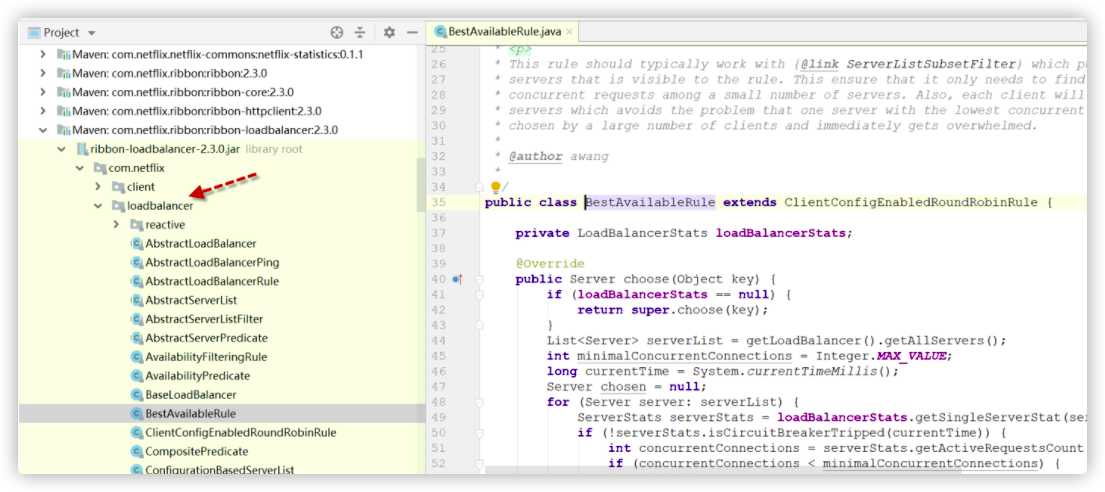 Project
Maven: com.netflix.netflix-commons:netflix-statistics:0.1.1
Maven: com.netflix.ribbon:ribbon:2.3.0
Maven: com.netflix.ribbon:ribbon-core:2.3.0
Maven: com.netflix.ribbon:ribbon-httpclient:2.3.0
Maven: com.netflix.ribbon:ribbon-loadbalancer:2.3.0
ribbon-loadbalancer-2.3.0.jar library root
com.netflix
client
loadbalancer
reactive
AbstractLoadBalancer
AbstractLoadBalancerPing
AbstractLoadBalancerRule
AbstractServerList
AbstractServerListFilter
AbstractServerPredicate
AvailabilityFilteringRule
AvailabilityPredicate
BaseLoadBalancer
BestAvailableRule
ClientConfigEnabledRoundRobinRule
CompositePredicate
ConfigurationBasedServerList
BestAvailableRule.java
25 * <p>
26 * This rule should typically work with {@link ServerListSubsetFilter} which pu
27 * servers that is visible to the rule. This ensure that it only needs to find
28 * concurrent requests among a small number of servers. Also, each client will
29 * servers which avoids the problem that one server with the lowest concurrent
30 * chosen by a large number of clients and immediately gets overwhelmed.
31 *
32 * @author awang
33 *
34 */
35 public class BestAvailableRule extends ClientConfigEnabledRoundRobinRule {
36
37 private LoadBalancerStats loadBalancerStats;
38
39 @Override
40 public Server choose(Object key) {
41 if (loadBalancerStats == null) {
42 return super.choose(key);
43 }
44 List<Server> serverList = getLoadBalancer().getAllServers();
45 int minimalConcurrentConnections = Integer.MAX_VALUE;
46 long currentTime = System.currentTimeMillis();
47 Server chosen = null;
48 for (Server server: serverList) {
49 ServerStats serverStats = loadBalancerStats.getSingleServerStat(se
50 if (!serverStats.isCircuitBreakerTripped(currentTime)) {
51 int concurrentConnections = serverStats.getActiveRequestsCount
52 if (concurrentConnections < minimalConcurrentConnections) {